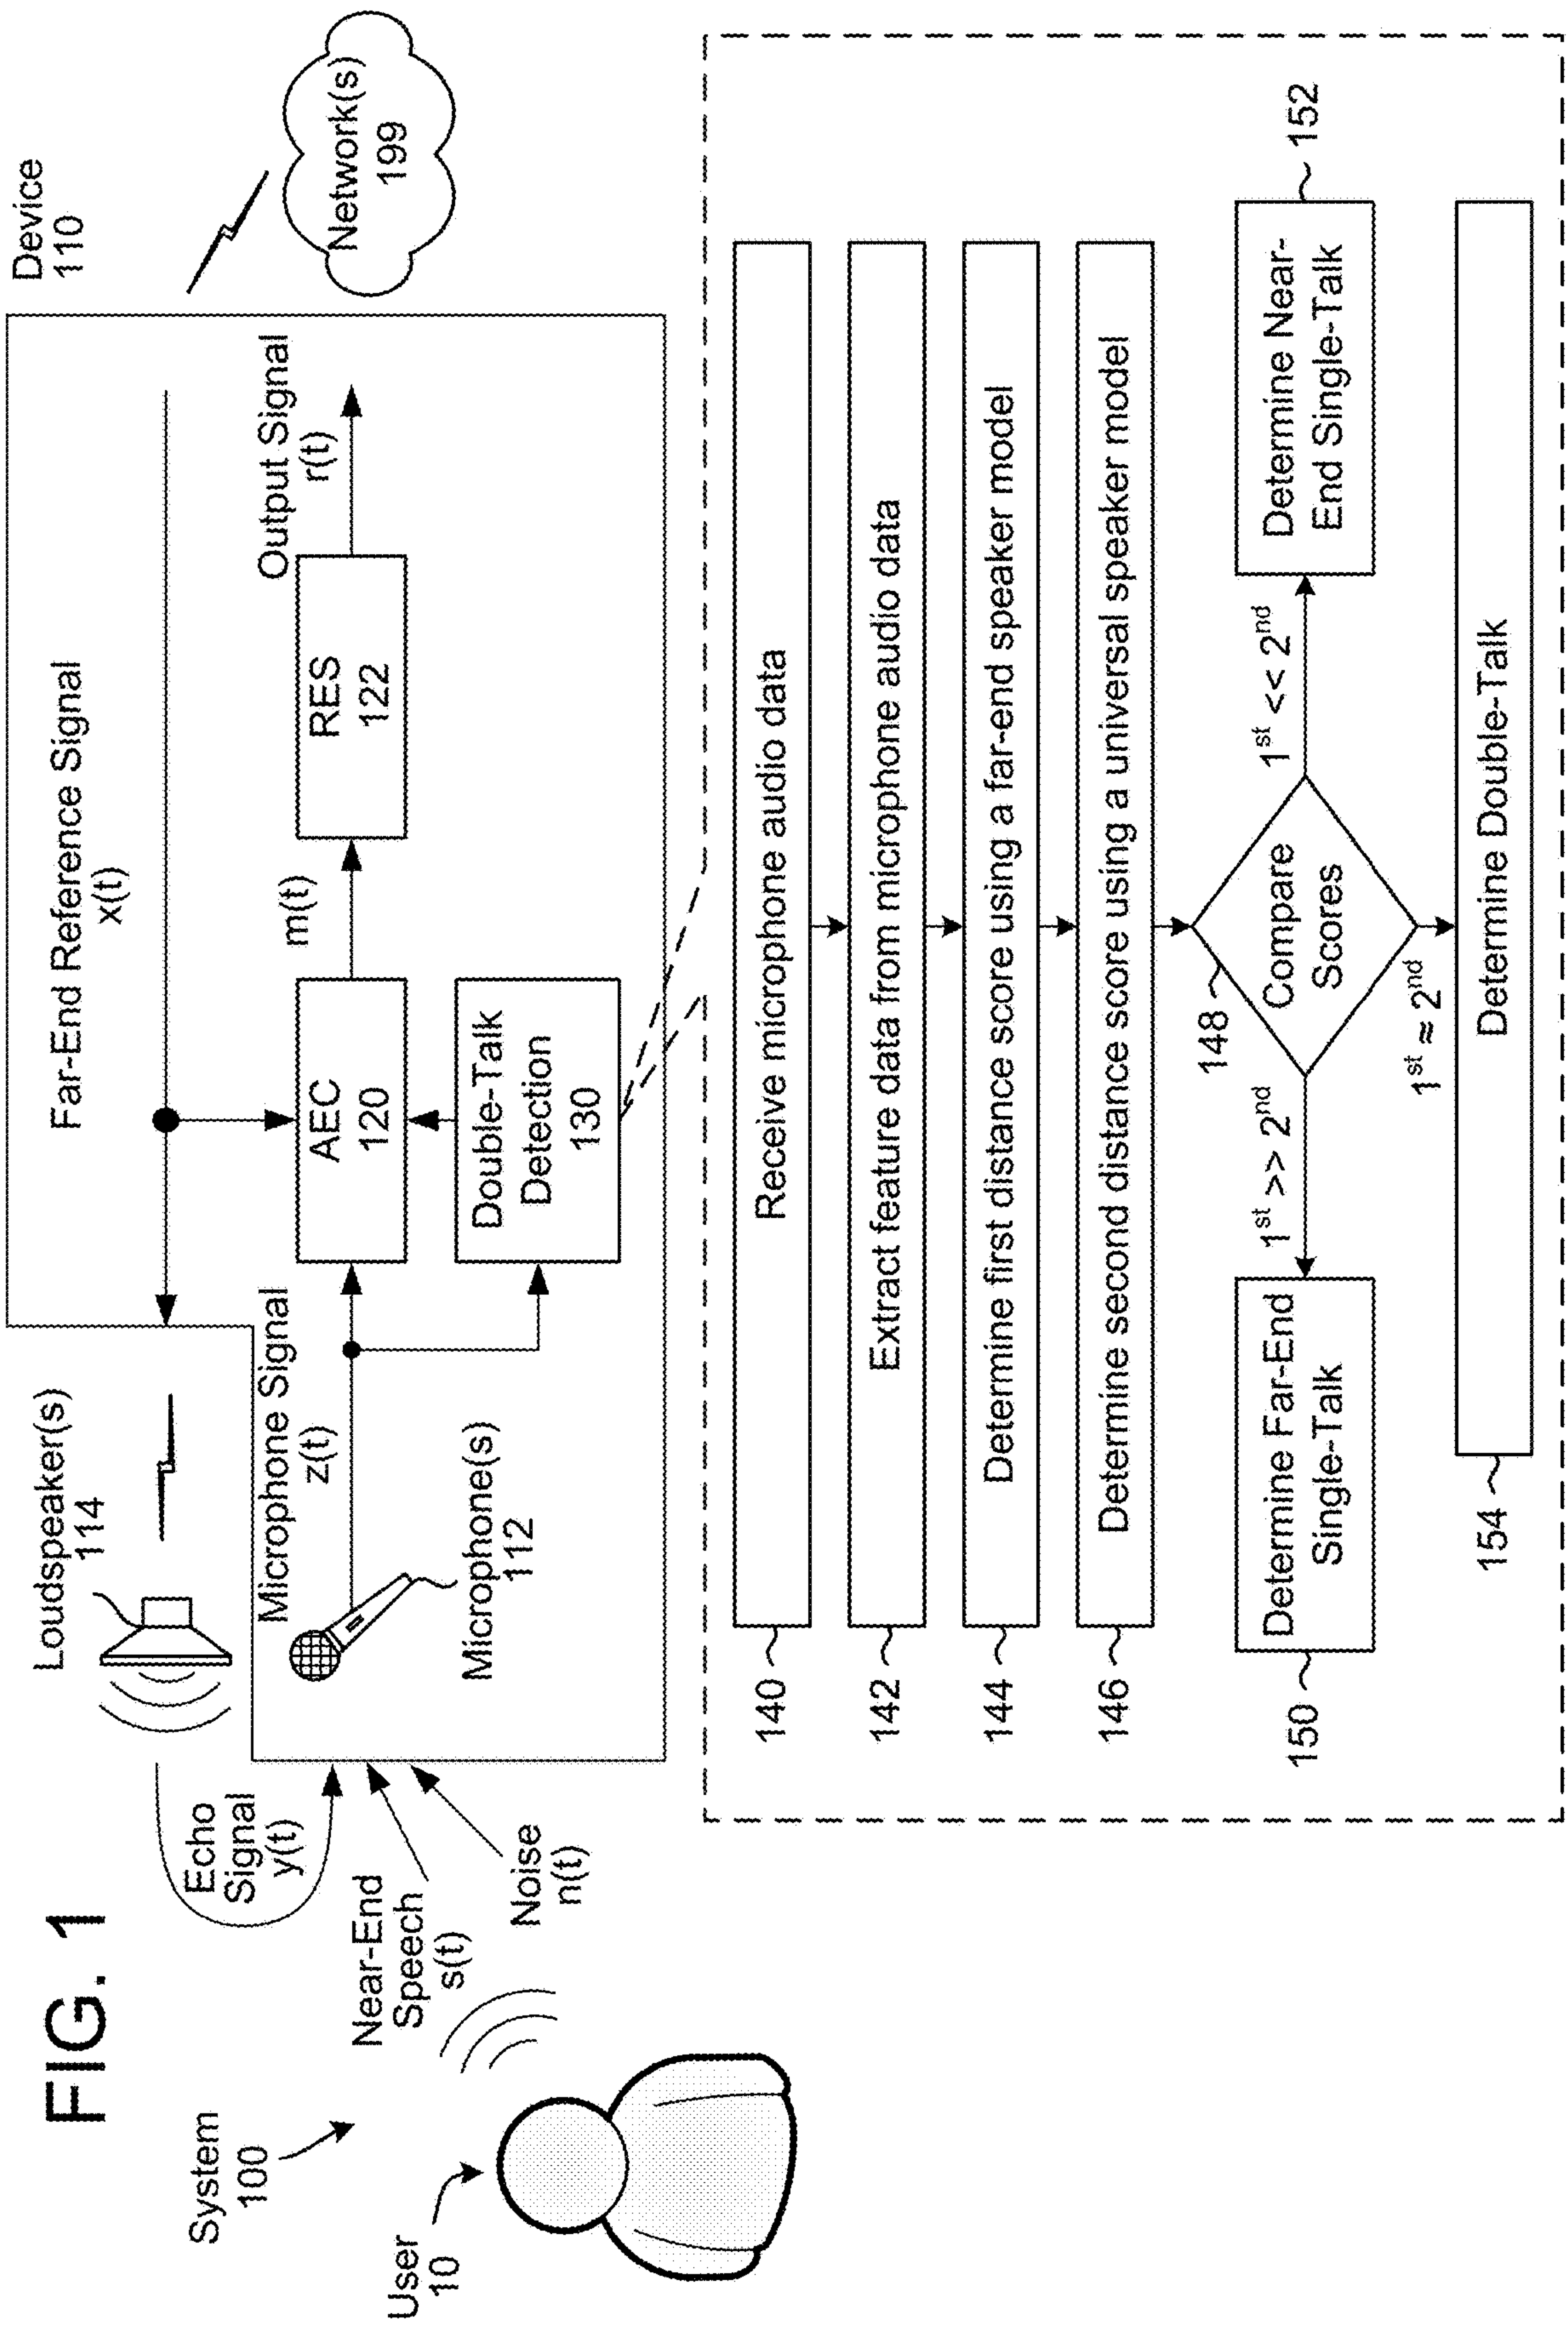 FIG. 1
System
100
User
10
Loudspeaker(s)
114
Echo
Signal
y(t)
Near-End
Speech
s(t)
Noise
n(t)
Device
110
Far-End Reference Signal
x(t)
Network(s)
199
Microphone Signal
z(t)
Microphone(s)
112
AEC
120
m(t)
RES
122
Output Signal
r(t)
Double-Talk
Detection
130
140
Receive microphone audio data
142
Extract feature data from microphone audio data
144
Determine first distance score using a far-end speaker model
146
Determine second distance score using a universal speaker model
148
Compare
Scores
1st >> 2nd
1st << 2nd
1st ≈ 2nd
150
Determine Far-End
Single-Talk
152
Determine Near-
End Single-Talk
154
Determine Double-Talk